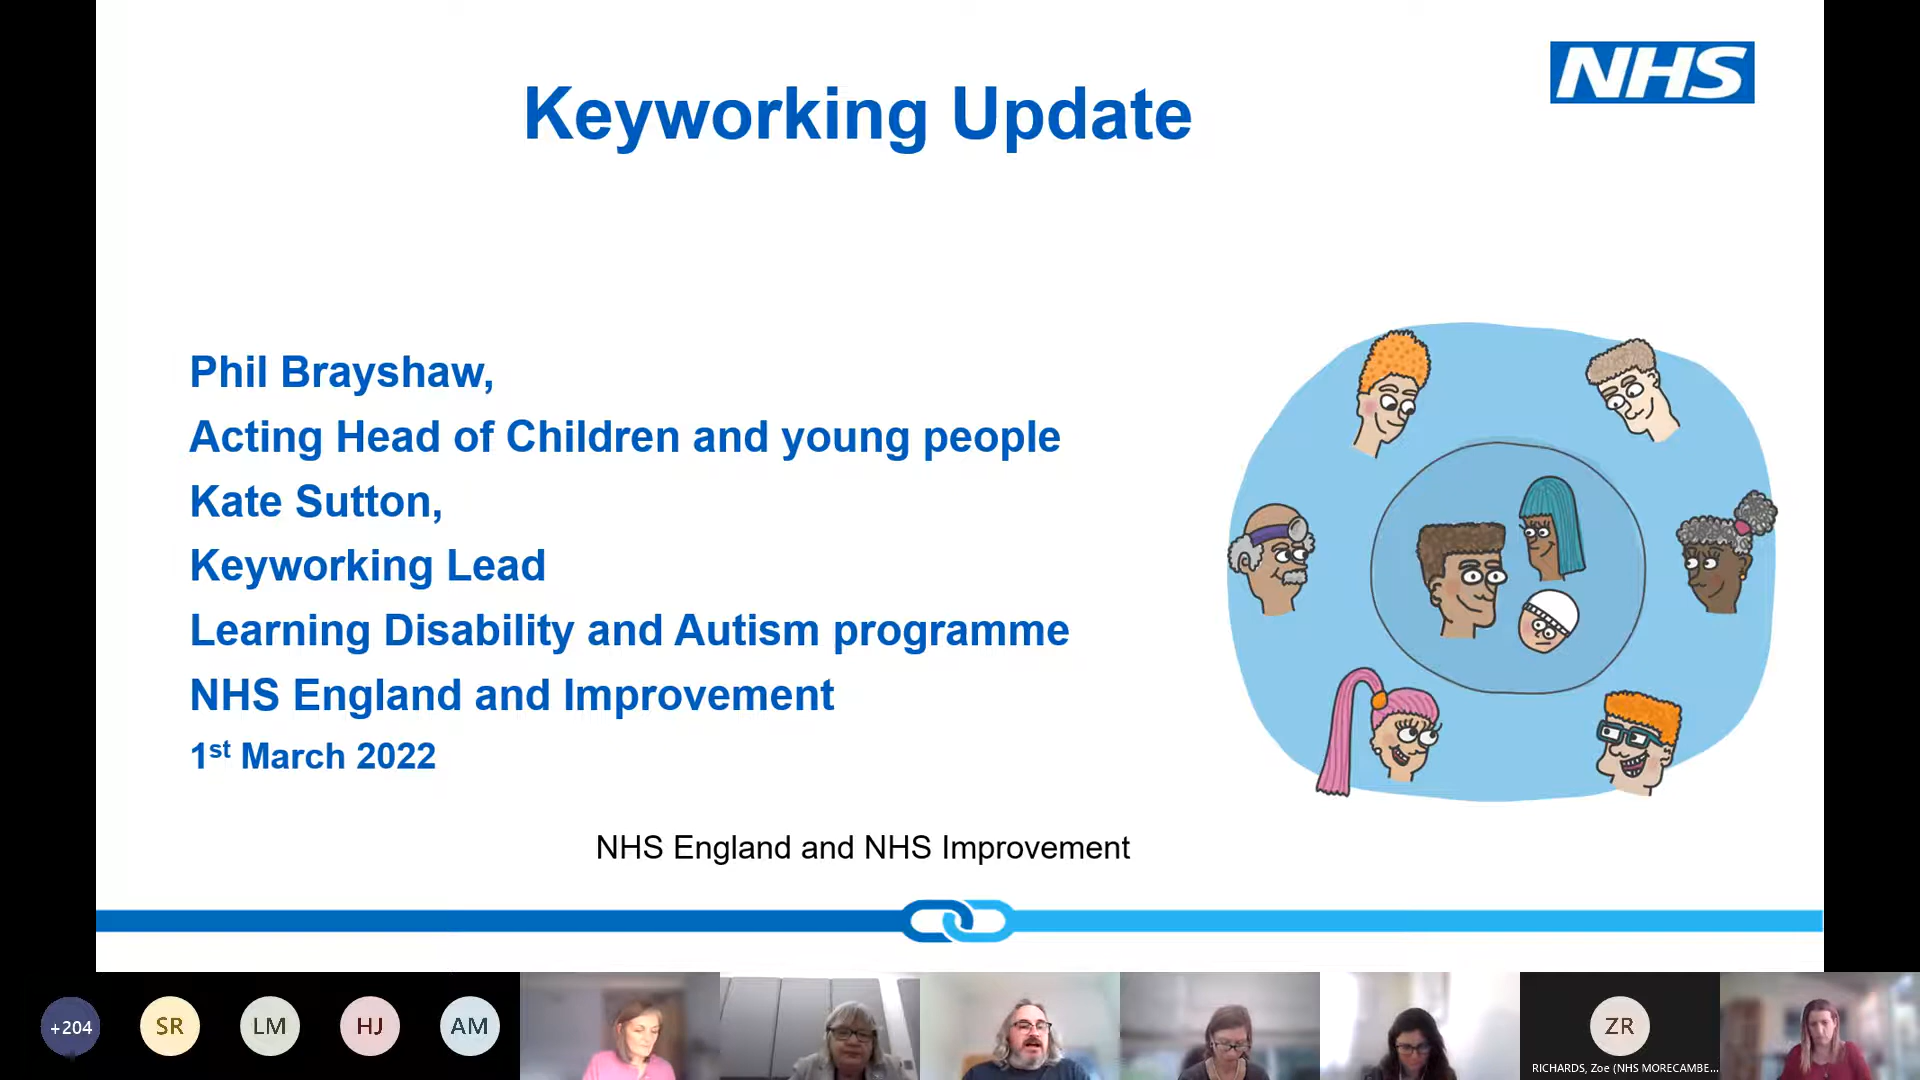 NHS
Keyworking Update
Phil Brayshaw,
Acting Head of Children and young people
Kate Sutton,
Keyworking Lead
Learning Disability and Autism programme
NHS England and Improvement
1st March 2022
NHS England and NHS Improvement
+204
SR
LM
HJ
AM
ZR
RICHARDS, Zoe (NHS MORECAMBE...